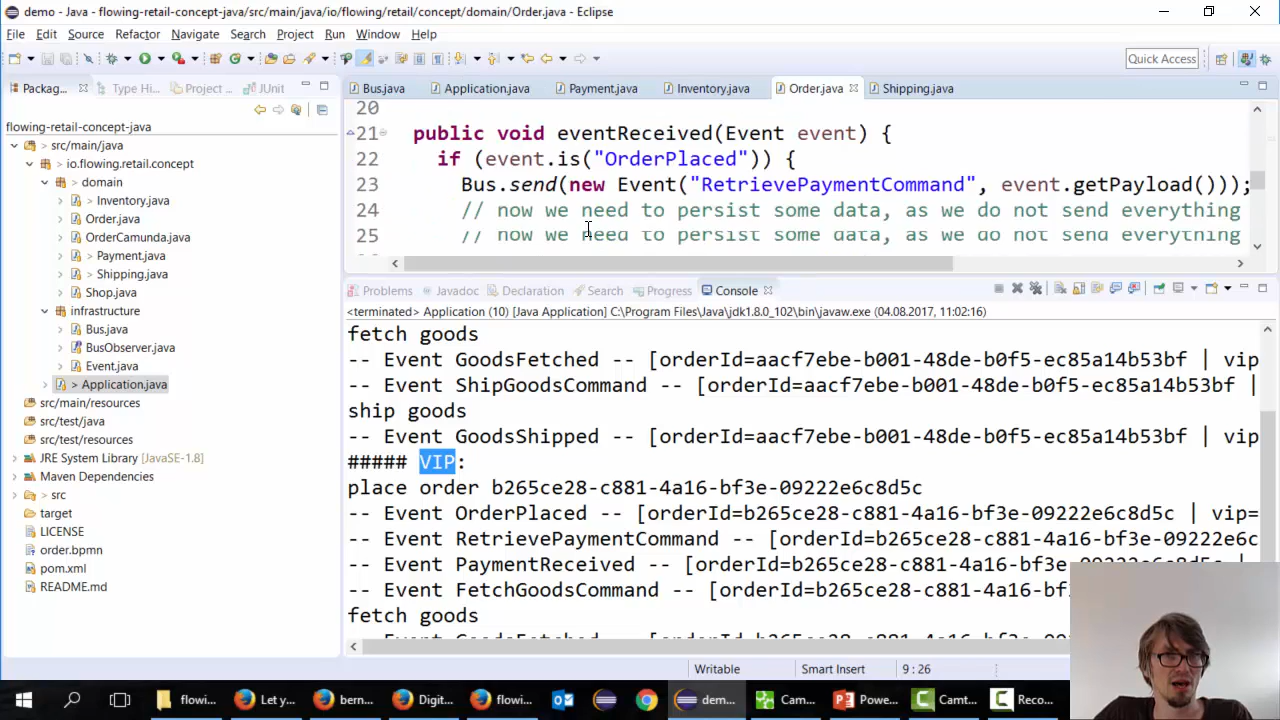 demo - Java - flowing-retail-concept-java/src/main/java/io/flowing/retail/concept/domain/Order.java - Eclipse
File Edit Source Refactor Navigate Search Project Run Window Help
Quick Access
Packag... Type Hi... Project ... JUnit
Bus.java Application.java Payment.java Inventory.java Order.java Shipping.java
flowing-retail-concept-java
src/main/java
io.flowing.retail.concept
> domain
> Inventory.java
Order.java
OrderCamunda.java
> Payment.java
> Shipping.java
Shop.java
infrastructure
Bus.java
BusObserver.java
Event.java
> Application.java
src/main/resources
src/test/java
src/test/resources
JRE System Library [JavaSE-1.8]
Maven Dependencies
> src
target
LICENSE
order.bpmn
pom.xml
README.md
20
21 public void eventReceived(Event event) {
22 if (event.is("OrderPlaced")) {
23 Bus.send(new Event("RetrievePaymentCommand", event.getPayload()));
24 // now we need to persist some data, as we do not send everything
25 // now we need to persist some data, as we do not send everything
Problems Javadoc Declaration Search Progress Console
<terminated> Application (10) [Java Application] C:\Program Files\Java\jdk1.8.0_102\bin\javaw.exe (04.08.2017, 11:02:16)
fetch goods
-- Event GoodsFetched -- [orderId=aacf7ebe-b001-48de-b0f5-ec85a14b53bf | vip
-- Event ShipGoodsCommand -- [orderId=aacf7ebe-b001-48de-b0f5-ec85a14b53bf |
ship goods
-- Event GoodsShipped -- [orderId=aacf7ebe-b001-48de-b0f5-ec85a14b53bf | vip
##### VIP:
place order b265ce28-c881-4a16-bf3e-09222e6c8d5c
-- Event OrderPlaced -- [orderId=b265ce28-c881-4a16-bf3e-09222e6c8d5c | vip=
-- Event RetrievePaymentCommand -- [orderId=b265ce28-c881-4a16-bf3e-09222e6c
-- Event PaymentReceived -- [orderId=b265ce28-c881-4a16-bf3e-09222e6c8d5c |
-- Event FetchGoodsCommand -- [orderId=b265ce28-c881-4a16-bf
fetch goods
Writable Smart Insert 9 : 26
flowi... Let y... bern... Digit... flowi... dem... Cam... Powe... Camt... Reco...